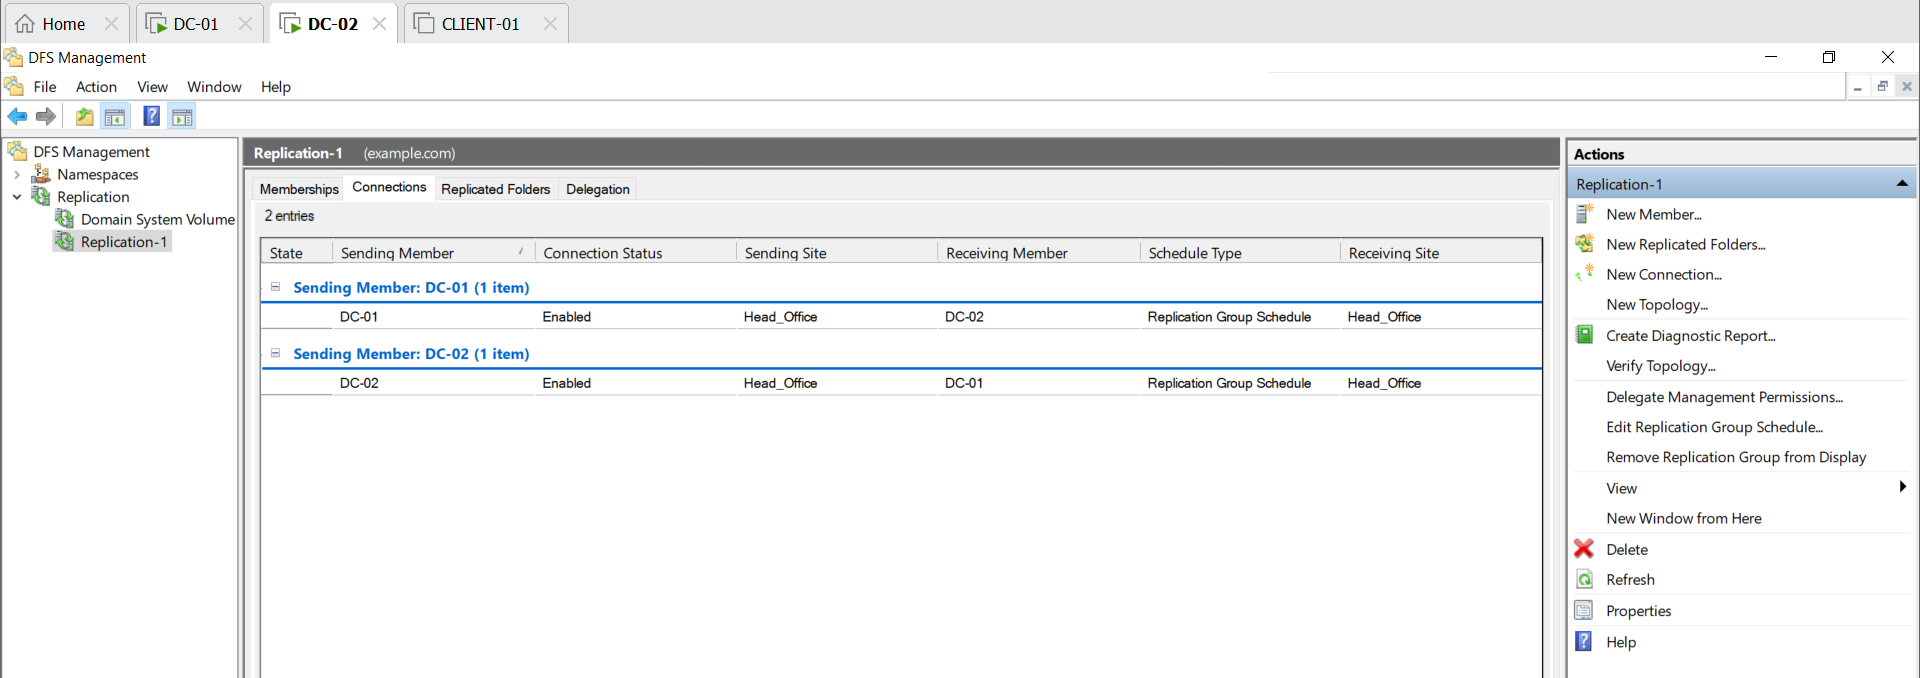 Home
DC-01
DC-02
CLIENT-01
DFS Management
File Action View Window Help
DFS Management
Namespaces
Replication
Domain System Volume
Replication-1
Replication-1 (example.com)
Memberships Connections Replicated Folders Delegation
2 entries
State Sending Member Connection Status Sending Site Receiving Member Schedule Type Receiving Site
Sending Member: DC-01 (1 item)
DC-01 Enabled Head_Office DC-02 Replication Group Schedule Head_Office
Sending Member: DC-02 (1 item)
DC-02 Enabled Head_Office DC-01 Replication Group Schedule Head_Office
Actions
Replication-1
New Member...
New Replicated Folders...
New Connection...
New Topology...
Create Diagnostic Report...
Verify Topology...
Delegate Management Permissions...
Edit Replication Group Schedule...
Remove Replication Group from Display
View
New Window from Here
Delete
Refresh
Properties
Help